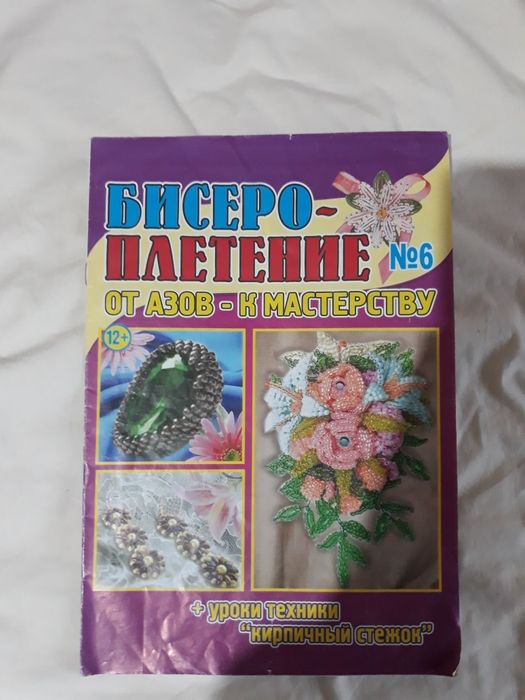 БИСЕРО-
ПЛЕТЕНИЕ
№6
ОТ АЗОВ - К МАСТЕРСТВУ
12+
+ уроки техники
"кирпичный стежок"